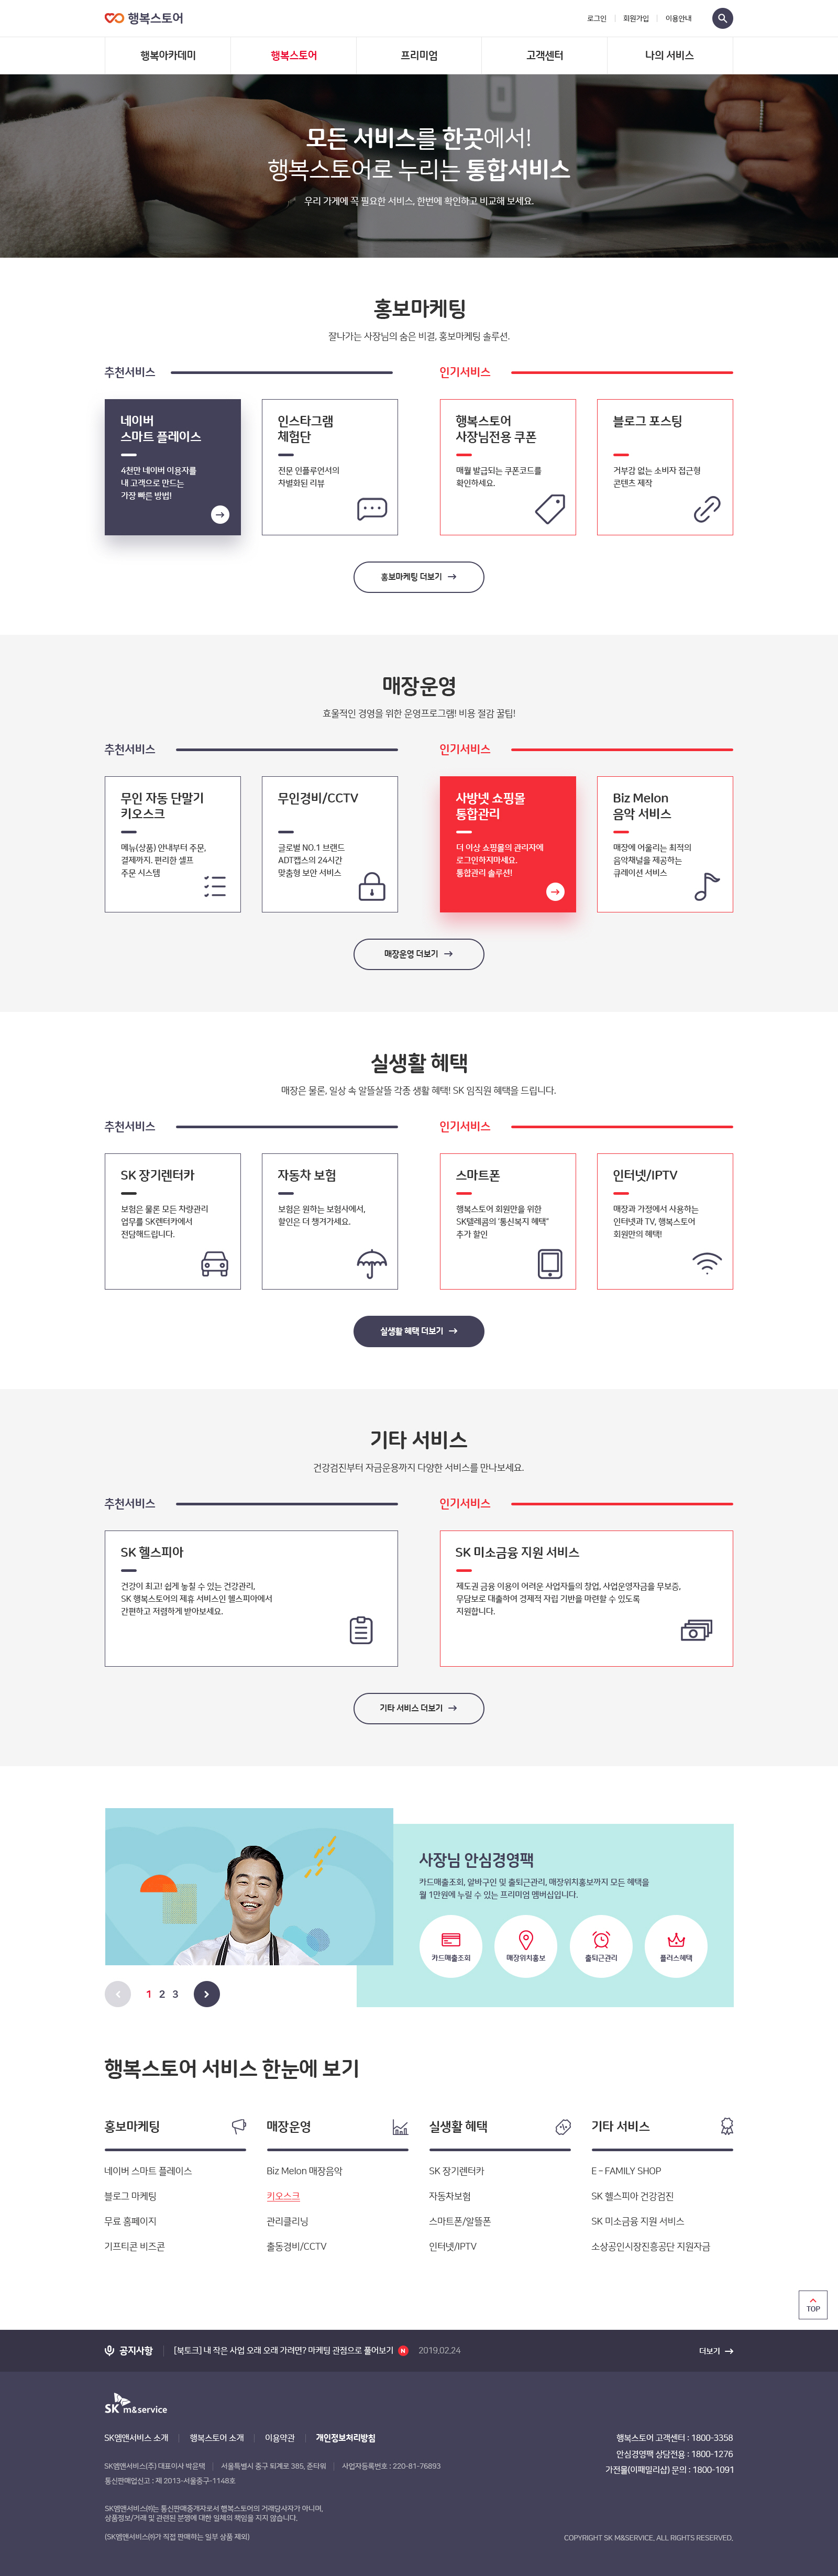 행복스토어
로그인
회원가입
이용안내
행복아카데미
행복스토어
프리미엄
고객센터
나의 서비스
모든 서비스를 한곳에서!
행복스토어로 누리는 통합서비스
우리 가게에 꼭 필요한 서비스, 한번에 확인하고 비교해 보세요.
홍보마케팅
잘나가는 사장님의 숨은 비결, 홍보마케팅 솔루션.
추천서비스
네이버
스마트 플레이스
4천만 네이버 이용자를
내 고객으로 만드는
가장 빠른 방법!
인스타그램
체험단
전문 인플루언서의
차별화된 리뷰
인기서비스
행복스토어
사장님전용 쿠폰
매월 발급되는 쿠폰코드를
확인하세요.
블로그 포스팅
거부감 없는 소비자 접근형
콘텐츠 제작
홍보마케팅 더보기
매장운영
효율적인 경영을 위한 운영프로그램! 비용 절감 꿀팁!
추천서비스
무인 자동 단말기
키오스크
메뉴(상품) 안내부터 주문,
결제까지. 편리한 셀프
주문 시스템
무인경비/CCTV
글로벌 NO.1 브랜드
ADT캡스의 24시간
맞춤형 보안 서비스
인기서비스
사방넷 쇼핑몰
통합관리
더 이상 쇼핑몰의 관리자에
로그인하지마세요.
통합관리 솔루션!
Biz Melon
음악 서비스
매장에 어울리는 최적의
음악채널을 제공하는
큐레이션 서비스
매장운영 더보기
실생활 혜택
매장은 물론, 일상 속 알뜰살뜰 각종 생활 혜택! SK 임직원 혜택을 드립니다.
추천서비스
SK 장기렌터카
보험은 물론 모든 차량관리
업무를 SK렌터카에서
전담해드립니다.
자동차 보험
보험은 원하는 보험사에서,
할인은 더 챙겨가세요.
인기서비스
스마트폰
행복스토어 회원만을 위한
SK텔레콤의 "통신복지 혜택"
추가 할인
인터넷/IPTV
매장과 가정에서 사용하는
인터넷과 TV, 행복스토어
회원만의 혜택!
실생활 혜택 더보기
기타 서비스
건강검진부터 자금운용까지 다양한 서비스를 만나보세요.
추천서비스
SK 헬스피아
건강이 최고! 쉽게 놓칠 수 있는 건강관리,
SK 행복스토어의 제휴 서비스인 헬스피아에서
간편하고 저렴하게 받아보세요.
인기서비스
SK 미소금융 지원 서비스
제도권 금융 이용이 어려운 사업자들의 창업, 사업운영자금을 무보증,
무담보로 대출하여 경제적 자립 기반을 마련할 수 있도록
지원합니다.
기타 서비스 더보기
사장님 안심경영팩
카드매출조회, 알바구인 및 출퇴근관리, 매장위치홍보까지 모든 혜택을
월 1만원에 누릴 수 있는 프리미엄 멤버십입니다.
카드매출조회
매장위치홍보
출퇴근관리
플러스혜택
1 2 3
행복스토어 서비스 한눈에 보기
홍보마케팅
네이버 스마트 플레이스
블로그 마케팅
무료 홈페이지
기프티콘 비즈콘
매장운영
Biz Melon 매장음악
키오스크
관리클리닝
출동경비/CCTV
실생활 혜택
SK 장기렌터카
자동차보험
스마트폰/알뜰폰
인터넷/IPTV
기타 서비스
E-FAMILY SHOP
SK 헬스피아 건강검진
SK 미소금융 지원 서비스
소상공인시장진흥공단 지원자금
TOP
공지사항
[북토크] 내 작은 사업 오래 오래 가려면? 마케팅 관점으로 풀어보기 N 2019.02.24
더보기
SK m&service
SK엠앤서비스 소개
행복스토어 소개
이용약관
개인정보처리방침
SK엠앤서비스(주) 대표이사 박윤택
서울특별시 중구 퇴계로 385, 준타워
사업자등록번호 : 220-81-76893
통신판매업신고 : 제 2013-서울중구-1148호
SK엠앤서비스㈜는 통신판매중개자로서 행복스토어의 거래당사자가 아니며,
상품정보/거래 및 관련된 분쟁에 대한 일체의 책임을 지지 않습니다.
(SK엠앤서비스㈜가 직접 판매하는 일부 상품 제외)
행복스토어 고객센터 : 1800-3358
안심경영팩 상담전용 : 1800-1276
가전몰(이패밀리샵) 문의 : 1800-1091
COPYRIGHT SK M&SERVICE, ALL RIGHTS RESERVED.